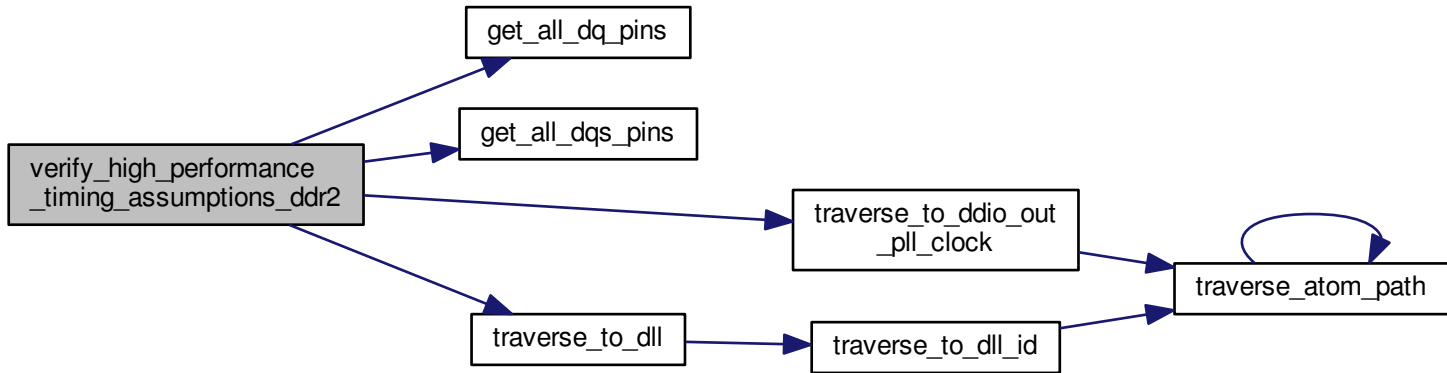 get_all_dq_pins
get_all_dqs_pins
verify_high_performance
_timing_assumptions_ddr2
traverse_to_ddio_out
_pll_clock
traverse_atom_path
traverse_to_dll
traverse_to_dll_id